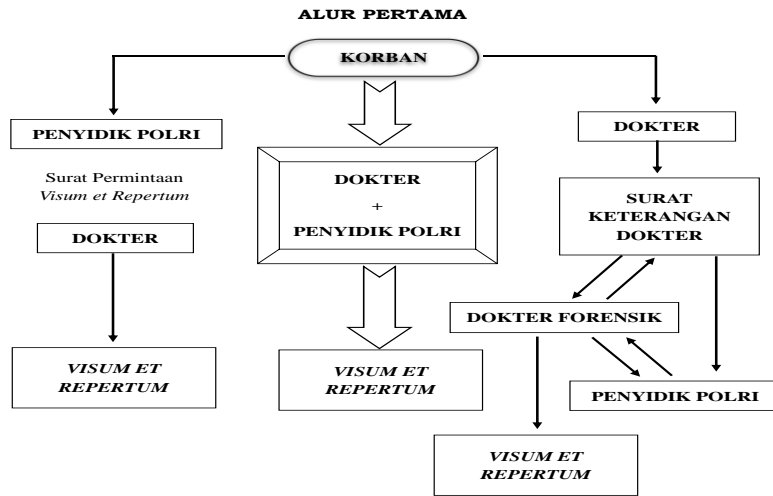 ALUR PERTAMA
KORBAN
PENYIDIK POLRI
Surat Permintaan
Visum et Repertum
DOKTER
VISUM ET
REPERTUM
DOKTER
+
PENYIDIK POLRI
VISUM ET
REPERTUM
DOKTER
SURAT
KETERANGAN
DOKTER
DOKTER FORENSIK
PENYIDIK POLRI
VISUM ET
REPERTUM